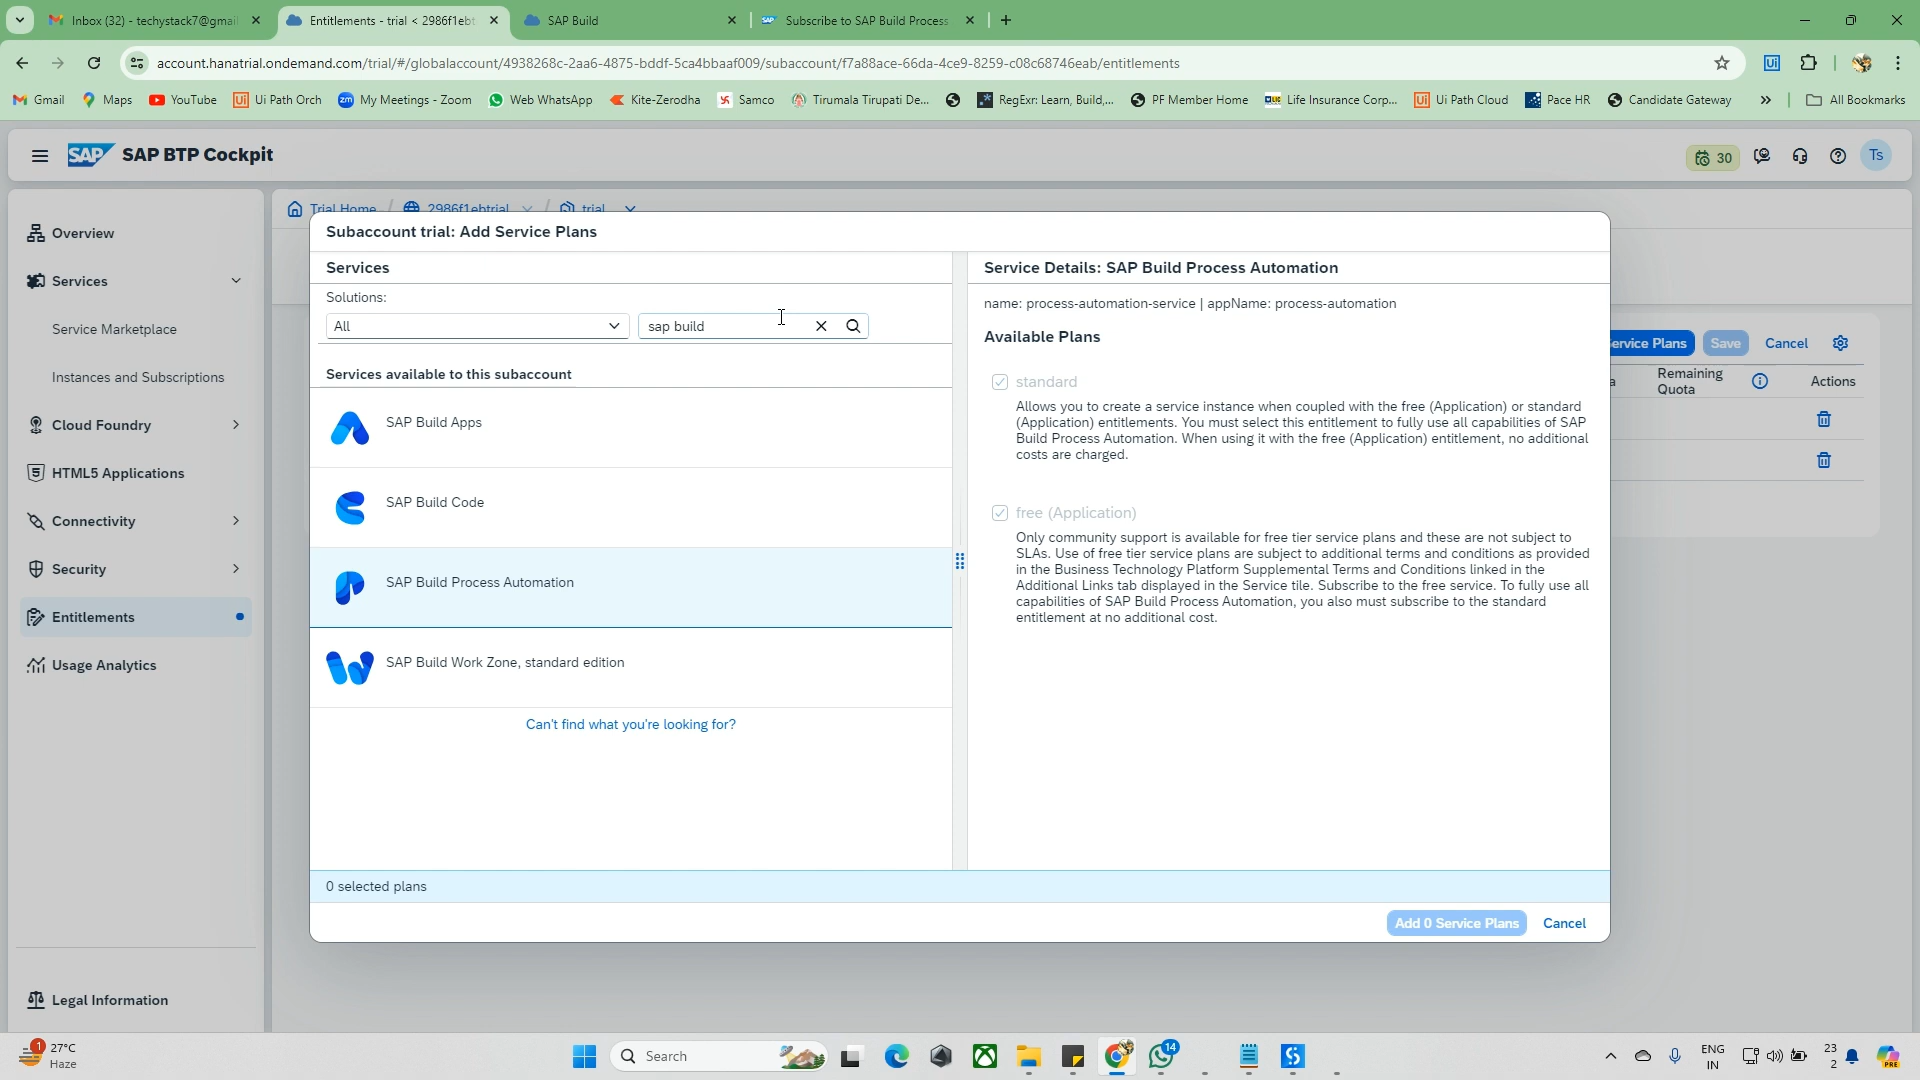 Inbox (32) - techystack7@gmai
Entitlements - trial < 2986f1ebt
SAP Build
Subscribe to SAP Build Process
account.hanatrial.ondemand.com/trial/#/globalaccount/4938268c-2aa6-4875-bddf-5ca4bbaaf009/subaccount/f7a88ace-66da-4ce9-8259-c08c68746eab/entitlements
Gmail
Maps
YouTube
Ui Path Orch
My Meetings - Zoom
Web WhatsApp
Kite-Zerodha
Samco
Tirumala Tirupati De...
RegExr: Learn, Build,...
PF Member Home
Life Insurance Corp...
Ui Path Cloud
Pace HR
Candidate Gateway
All Bookmarks
SAP BTP Cockpit
30
Ts
Overview
Services
Service Marketplace
Instances and Subscriptions
Cloud Foundry
HTML5 Applications
Connectivity
Security
Entitlements
Usage Analytics
Legal Information
Trial Home / 2986f1ebtrial / trial
Subaccount trial: Add Service Plans
Services
Solutions:
All
sap build
Services available to this subaccount
SAP Build Apps
SAP Build Code
SAP Build Process Automation
SAP Build Work Zone, standard edition
Can't find what you're looking for?
Service Details: SAP Build Process Automation
name: process-automation-service | appName: process-automation
Available Plans
standard
Allows you to create a service instance when coupled with the free (Application) or standard
(Application) entitlements. You must select this entitlement to fully use all capabilities of SAP
Build Process Automation. When using it with the free (Application) entitlement, no additional
costs are charged.
free (Application)
Only community support is available for free tier service plans and these are not subject to
SLAs. Use of free tier service plans are subject to additional terms and conditions as provided
in the Business Technology Platform Supplemental Terms and Conditions linked in the
Additional Links tab displayed in the Service tile. Subscribe to the free service. To fully use all
capabilities of SAP Build Process Automation, you also must subscribe to the standard
entitlement at no additional cost.
0 selected plans
Add 0 Service Plans
Cancel
ervice Plans
Save
Cancel
a
Remaining
Quota
Actions
1
27°C
Haze
Search
14
ENG
IN
23
2